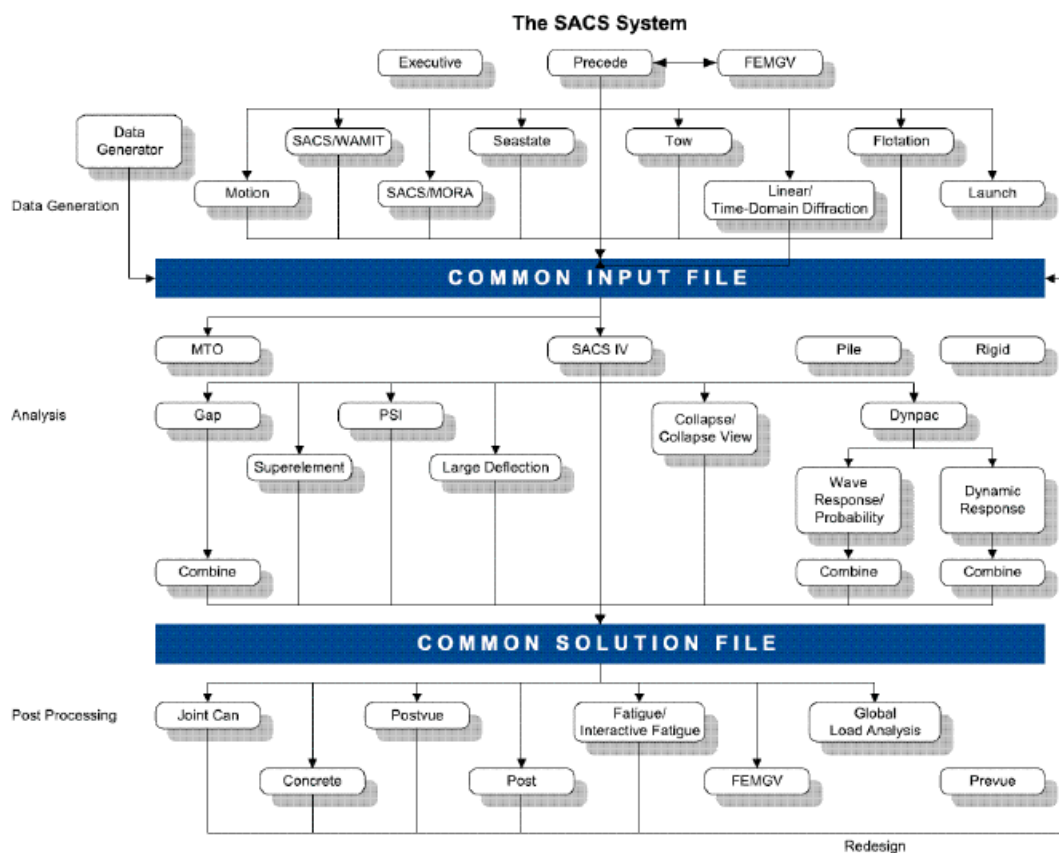 The SACS System
Executive
Precede
FEMGV
Data
Generator
SACS/WAMIT
Seastate
Tow
Flotation
Motion
SACS/MORA
Linear/
Time-Domain Diffraction
Launch
Data Generation
COMMON INPUT FILE
MTO
SACS IV
Pile
Rigid
Analysis
Gap
PSI
Collapse/
Collapse View
Dynpac
Superelement
Large Deflection
Wave
Response/
Probability
Dynamic
Response
Combine
Combine
Combine
COMMON SOLUTION FILE
Post Processing
Joint Can
Postvue
Fatigue/
Interactive Fatigue
Global
Load Analysis
Concrete
Post
FEMGV
Prevue
Redesign